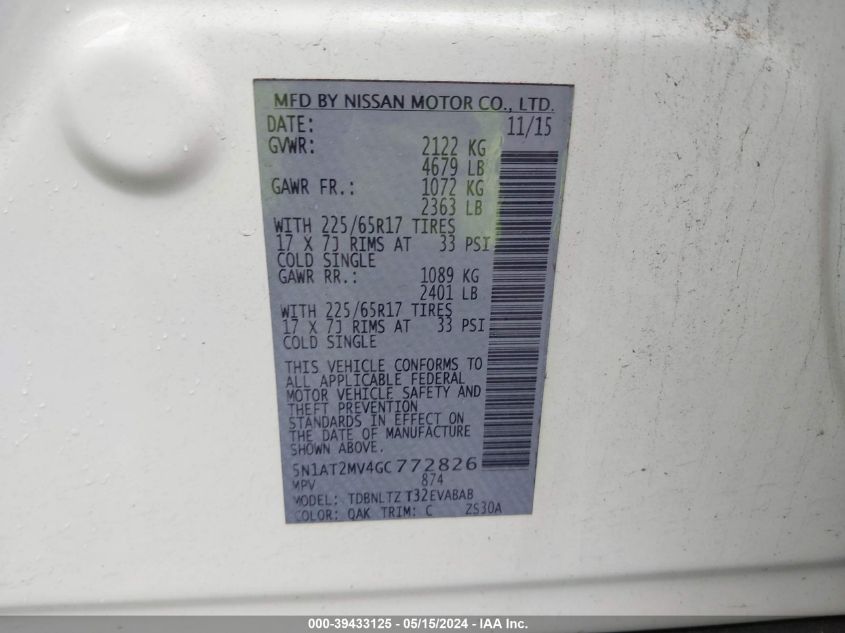 MFD BY NISSAN MOTOR CO., LTD.
DATE: 11/15
GVWR: 2122 KG
4679 LB
GAWR FR.: 1072 KG
2363 LB
WITH 225/65R17 TIRES
17 X 7J RIMS AT 33 PSI
COLD SINGLE
GAWR RR.: 1089 KG
2401 LB
WITH 225/65R17 TIRES
17 X 7J RIMS AT 33 PSI
COLD SINGLE
THIS VEHICLE CONFORMS TO
ALL APPLICABLE FEDERAL
MOTOR VEHICLE SAFETY AND
THEFT PREVENTION
STANDARDS IN EFFECT ON
THE DATE OF MANUFACTURE
SHOWN ABOVE.
5N1AT2MV4GC772826
MPV 874
MODEL: TDBNLTZ T32EVABAB
COLOR: QAK TRIM: C ZS30A
000-39433125 - 05/15/2024 - IAA Inc.